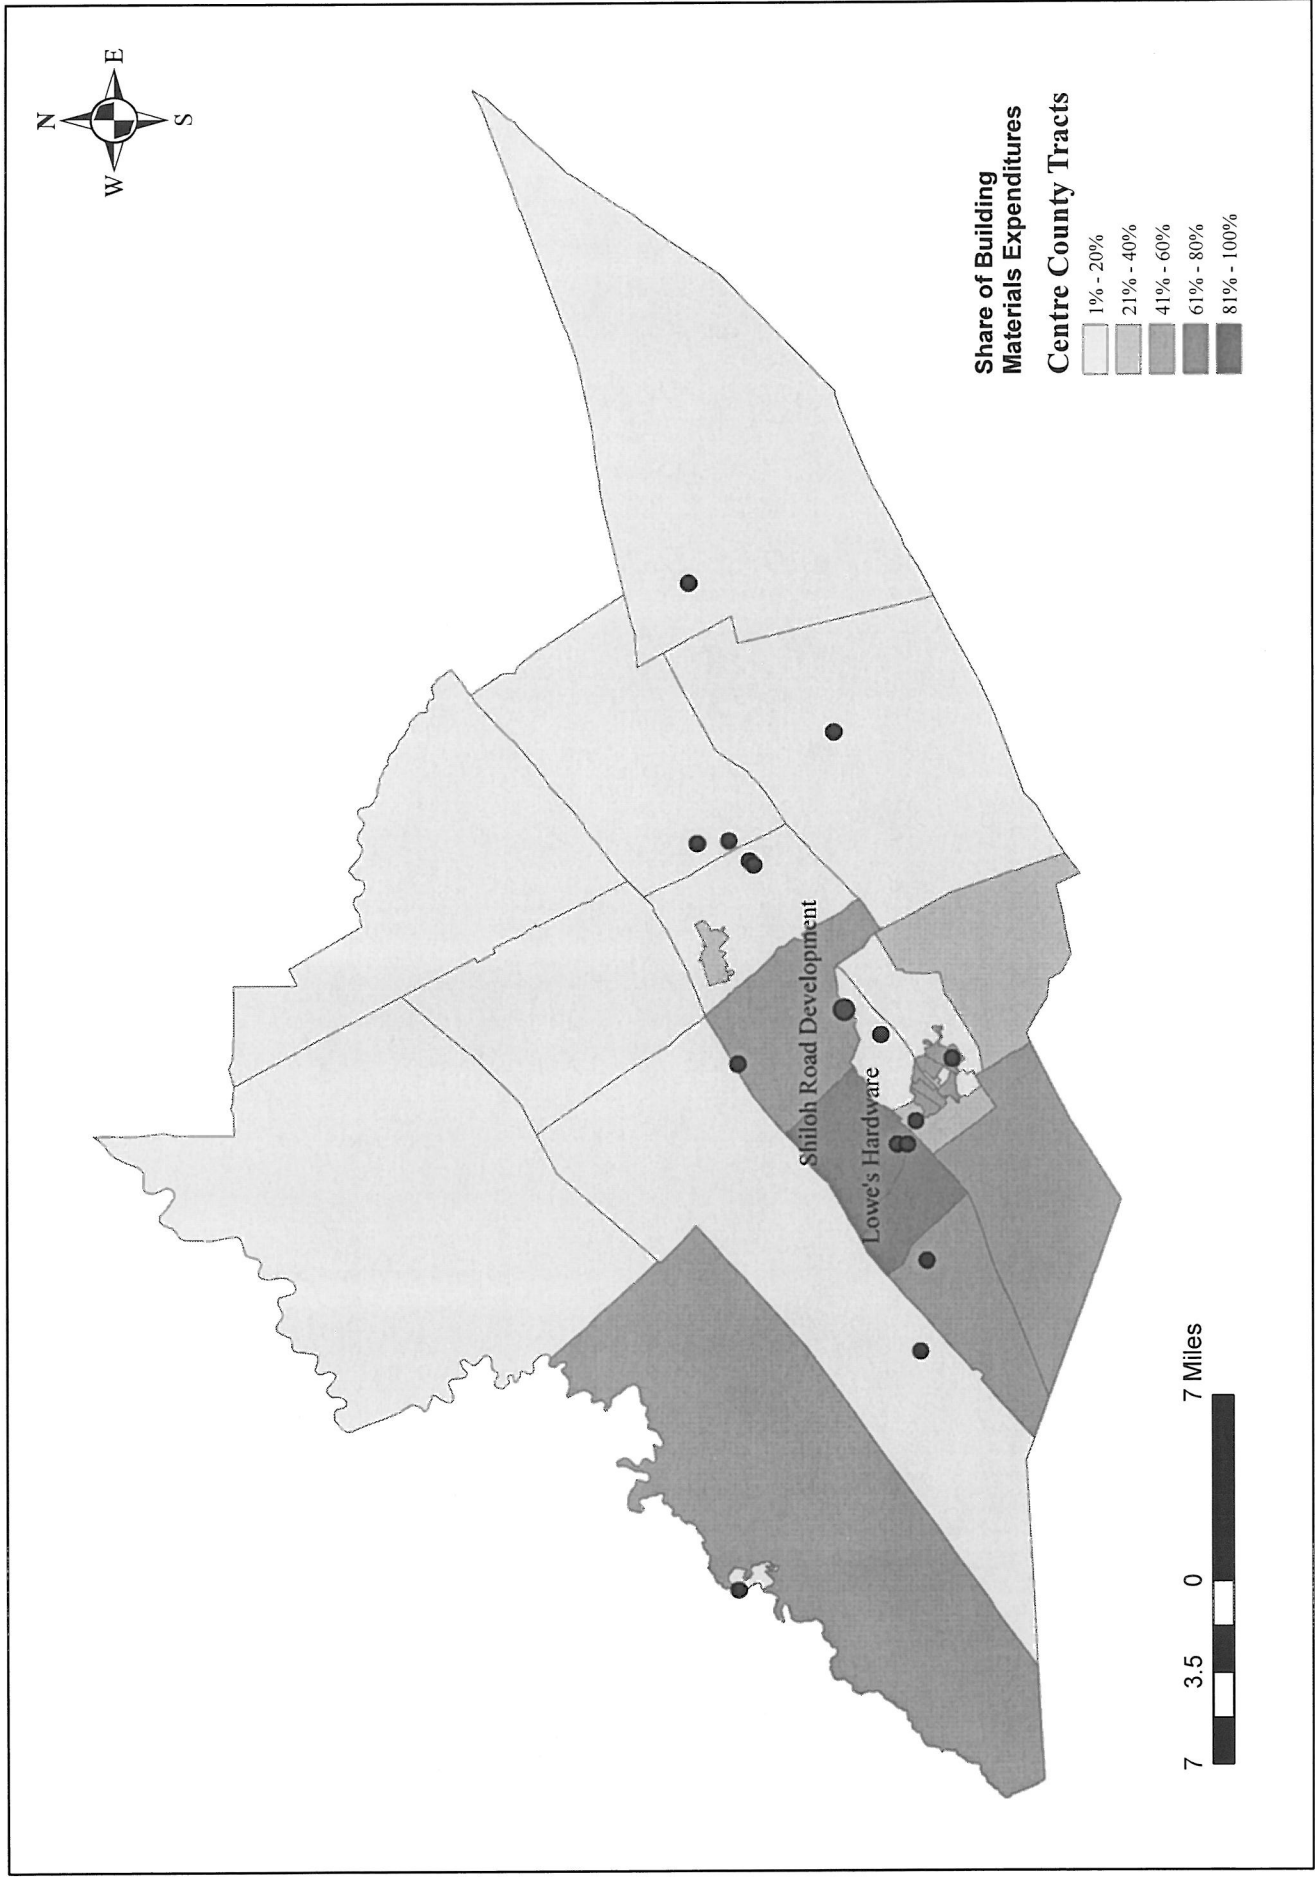 N
W E
S
Share of Building
Materials Expenditures
Centre County Tracts
1% - 20%
21% - 40%
41% - 60%
61% - 80%
81% - 100%
Shiloh Road Development
Lowe's Hardware
7 3.5 0 7 Miles